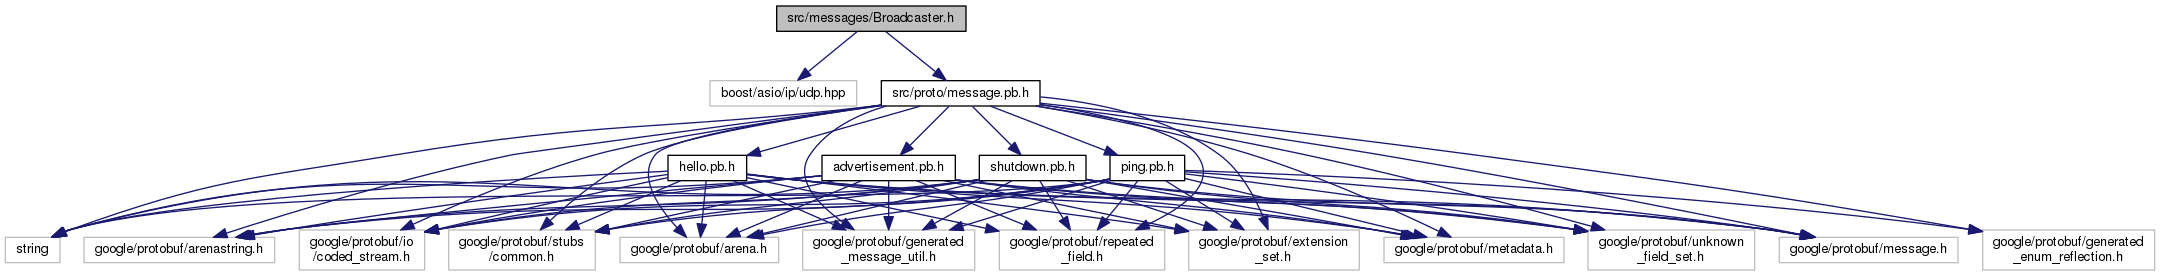 src/messages/Broadcaster.h
boost/asio/ip/udp.hpp
src/proto/message.pb.h
hello.pb.h
advertisement.pb.h
shutdown.pb.h
ping.pb.h
string
google/protobuf/arenastring.h
google/protobuf/io
/coded_stream.h
google/protobuf/stubs
/common.h
google/protobuf/arena.h
google/protobuf/generated
_message_util.h
google/protobuf/repeated
_field.h
google/protobuf/extension
_set.h
google/protobuf/metadata.h
google/protobuf/unknown
_field_set.h
google/protobuf/message.h
google/protobuf/generated
_enum_reflection.h